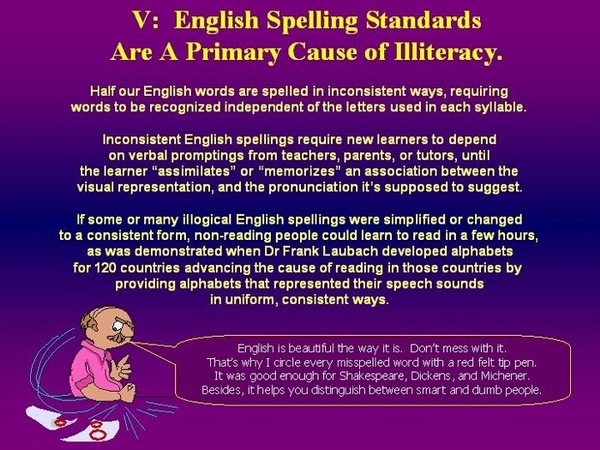 V:  English Spelling Standards
Are A Primary Cause of Illiteracy.
Half our English words are spelled in inconsistent ways, requiring
words to be recognized independent of the letters used in each syllable.
Inconsistent English spellings require new learners to depend
on verbal promptings from teachers, parents, or tutors, until
the learner “assimilates” or “memorizes” an association between the
visual representation, and the pronunciation it’s supposed to suggest.
If some or many illogical English spellings were simplified or changed
to a consistent form, non-reading people could learn to read in a few hours,
as was demonstrated when Dr Frank Laubach developed alphabets
for 120 countries advancing the cause of reading in those countries by
providing alphabets that represented their speech sounds
in uniform, consistent ways.
English is beautiful the way it is.  Don't mess with it.
That's why I circle every misspelled word with a red felt tip pen.
It was good enough for Shakespeare, Dickens, and Michener.
Besides, it helps you distinguish between smart and dumb people.